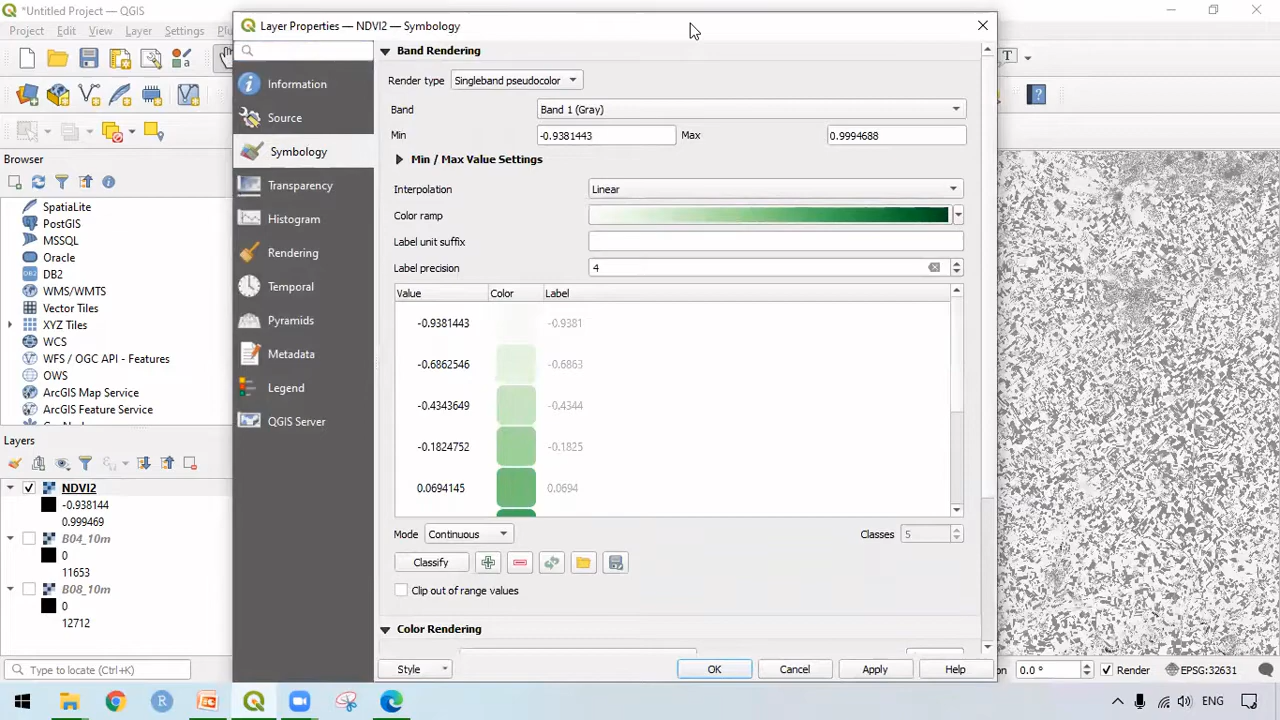 *Untitled Project — QGIS
Project
Edit
View
Layer
Settings
Layer Properties — NDVI2 — Symbology
Information
Source
Symbology
Transparency
Histogram
Rendering
Temporal
Pyramids
Metadata
Legend
QGIS Server
Band Rendering
Render type Singleband pseudocolor
Band Band 1 (Gray)
Min -0.9381443 Max 0.9994688
Min / Max Value Settings
Interpolation Linear
Color ramp
Label unit suffix
Label precision 4
Value Color Label
-0.9381443 -0.9381
-0.6862546 -0.6863
-0.4343649 -0.4344
-0.1824752 -0.1825
0.0694145 0.0694
Mode Continuous Classes 5
Classify
Clip out of range values
Color Rendering
Style OK Cancel Apply Help
Browser
SpatiaLite
PostGIS
MSSQL
Oracle
DB2
WMS/WMTS
Vector Tiles
XYZ Tiles
WCS
WFS / OGC API - Features
OWS
ArcGIS Map Service
ArcGIS Feature Service
Layers
NDVI2
-0.938144
0.999469
B04_10m
0
11653
B08_10m
0
12712
Type to locate (Ctrl+K)
0.0 ° Render EPSG:32631
ENG